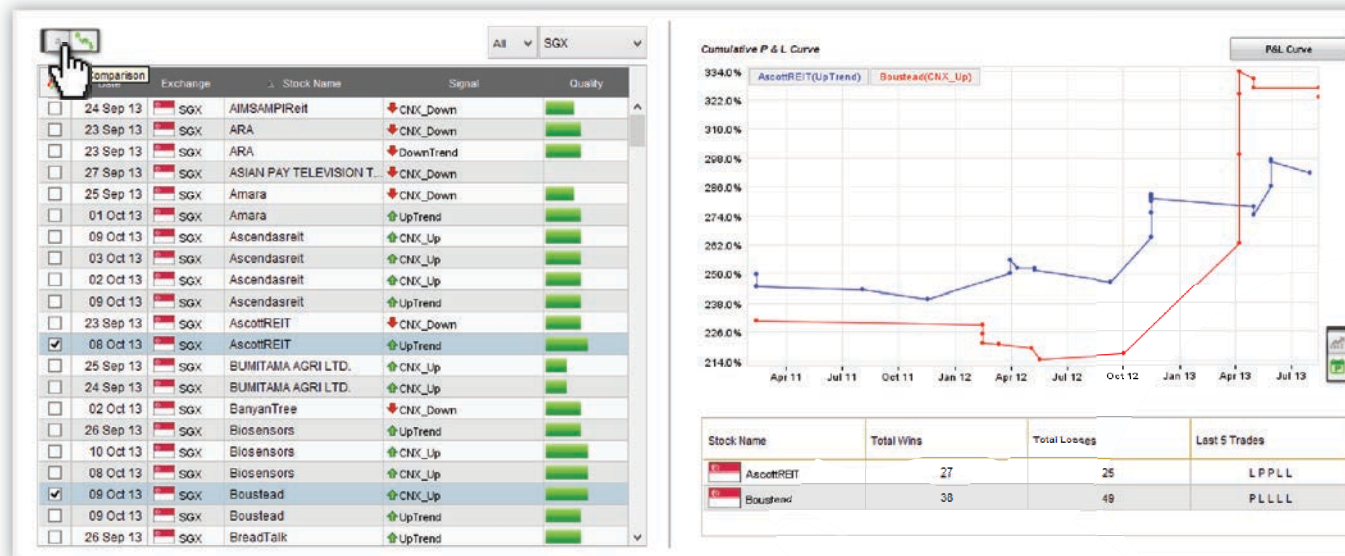 All SGX
Comparison
Date Exchange Stock Name Signal Quality
24 Sep 13 SGX AIMSAMPIReit CNX_Down
23 Sep 13 SGX ARA CNX_Down
23 Sep 13 SGX ARA DownTrend
27 Sep 13 SGX ASIAN PAY TELEVISION T... CNX_Down
25 Sep 13 SGX Amara CNX_Down
01 Oct 13 SGX Amara UpTrend
09 Oct 13 SGX Ascendasreit CNX_Up
03 Oct 13 SGX Ascendasreit CNX_Up
02 Oct 13 SGX Ascendasreit CNX_Up
09 Oct 13 SGX Ascendasreit UpTrend
23 Sep 13 SGX AscottREIT CNX_Down
08 Oct 13 SGX AscottREIT UpTrend
25 Sep 13 SGX BUMITAMA AGRI LTD. CNX_Up
24 Sep 13 SGX BUMITAMA AGRI LTD. CNX_Up
02 Oct 13 SGX BanyanTree CNX_Down
26 Sep 13 SGX Biosensors UpTrend
10 Oct 13 SGX Biosensors CNX_Up
08 Oct 13 SGX Biosensors CNX_Up
09 Oct 13 SGX Boustead CNX_Up
09 Oct 13 SGX Boustead UpTrend
26 Sep 13 SGX BreadTalk UpTrend
Cumulative P & L Curve
P&L Curve
AscottREIT(UpTrend) Boustead(CNX_Up)
334.0%
322.0%
310.0%
298.0%
286.0%
274.0%
262.0%
250.0%
238.0%
226.0%
214.0%
Apr 11 Jul 11 Oct 11 Jan 12 Apr 12 Jul 12 Oct 12 Jan 13 Apr 13 Jul 13
Stock Name Total Wins Total Losses Last 5 Trades
AscottREIT 27 25 L P P L L
Boustead 38 49 P L L L L